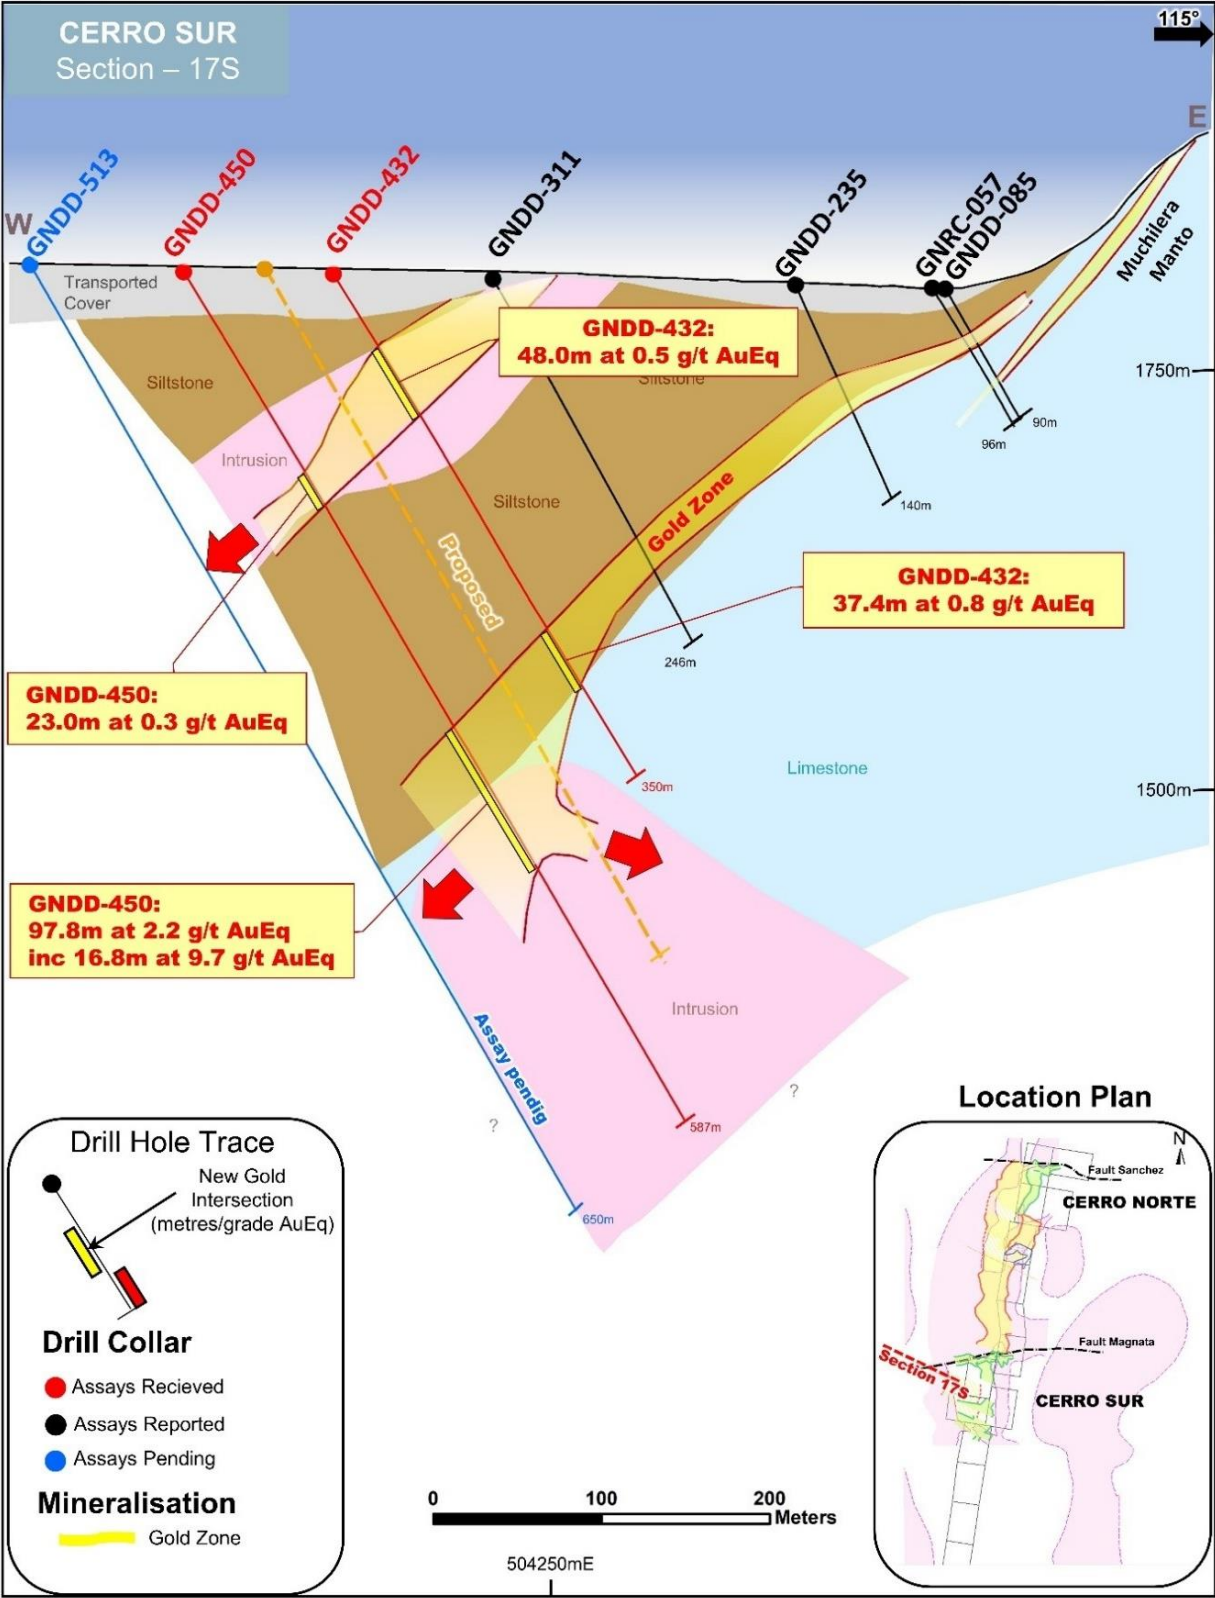 CERRO SUR
Section – 17S
115°
E
W
GNDD-513
GNDD-450
GNDD-432
GNDD-311
GNDD-235
GNRC-057
GNDD-085
Muchilera
Manto
Transported
Cover
GNDD-432:
48.0m at 0.5 g/t AuEq
Siltstone
Siltstone
1750m
90m
96m
Intrusion
Siltstone
Gold Zone
140m
Proposed
GNDD-432:
37.4m at 0.8 g/t AuEq
246m
GNDD-450:
23.0m at 0.3 g/t AuEq
Limestone
350m
1500m
GNDD-450:
97.8m at 2.2 g/t AuEq
inc 16.8m at 9.7 g/t AuEq
Intrusion
Assay pendig
?
?
587m
650m
Drill Hole Trace
New Gold
Intersection
(metres/grade AuEq)
Drill Collar
Assays Recieved
Assays Reported
Assays Pending
Mineralisation
Gold Zone
0 100 200
Meters
504250mE
Location Plan
N
Fault Sanchez
CERRO NORTE
Fault Magnata
Section 17S
CERRO SUR